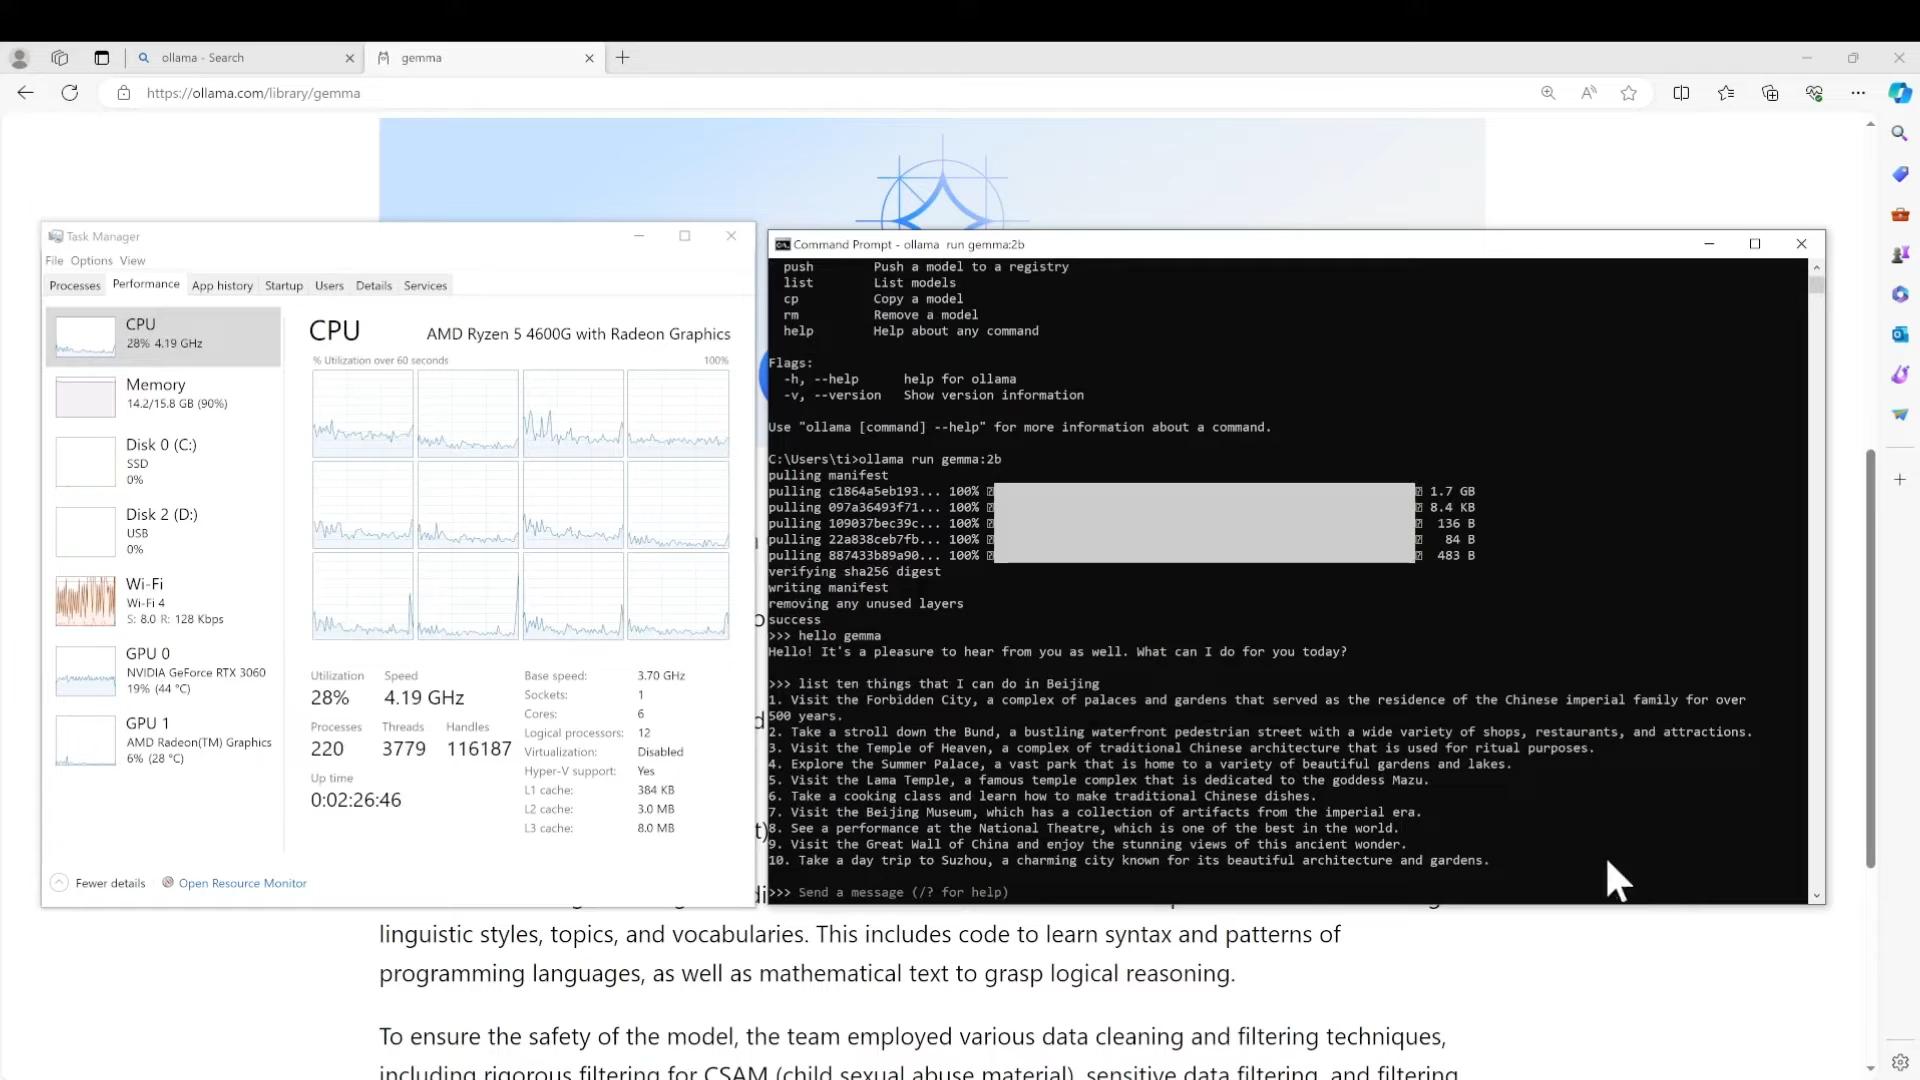 ollama - Search
gemma
https://ollama.com/library/gemma
Task Manager
File Options View
Processes Performance App history Startup Users Details Services
CPU
28% 4.19 GHz
Memory
14.2/15.8 GB (90%)
Disk 0 (C:)
SSD
0%
Disk 2 (D:)
USB
0%
Wi-Fi
Wi-Fi 4
S: 8.0 R: 128 Kbps
GPU 0
NVIDIA GeForce RTX 3060
19% (44 °C)
GPU 1
AMD Radeon(TM) Graphics
6% (28 °C)
CPU AMD Ryzen 5 4600G with Radeon Graphics
% Utilization over 60 seconds 100%
Utilization Speed
28% 4.19 GHz
Processes Threads Handles
220 3779 116187
Up time
0:02:26:46
Base speed: 3.70 GHz
Sockets: 1
Cores: 6
Logical processors: 12
Virtualization: Disabled
Hyper-V support: Yes
L1 cache: 384 KB
L2 cache: 3.0 MB
L3 cache: 8.0 MB
Fewer details Open Resource Monitor
Command Prompt - ollama run gemma:2b
push Push a model to a registry
list List models
cp Copy a model
rm Remove a model
help Help about any command
Flags:
-h, --help help for ollama
-v, --version Show version information
Use "ollama [command] --help" for more information about a command.
C:\Users\ti>ollama run gemma:2b
pulling manifest
pulling c1864a5eb193... 100% 1.7 GB
pulling 097a36493f71... 100% 8.4 KB
pulling 109037bec39c... 100% 136 B
pulling 22a838ceb7fb... 100% 84 B
pulling 887433b89a90... 100% 483 B
verifying sha256 digest
writing manifest
removing any unused layers
success
>>> hello gemma
Hello! It's a pleasure to hear from you as well. What can I do for you today?
>>> list ten things that I can do in Beijing
1. Visit the Forbidden City, a complex of palaces and gardens that served as the residence of the Chinese imperial family for over
500 years.
2. Take a stroll down the Bund, a bustling waterfront pedestrian street with a wide variety of shops, restaurants, and attractions.
3. Visit the Temple of Heaven, a complex of traditional Chinese architecture that is used for ritual purposes.
4. Explore the Summer Palace, a vast park that is home to a variety of beautiful gardens and lakes.
5. Visit the Lama Temple, a famous temple complex that is dedicated to the goddess Mazu.
6. Take a cooking class and learn how to make traditional Chinese dishes.
7. Visit the Beijing Museum, which has a collection of artifacts from the imperial era.
8. See a performance at the National Theatre, which is one of the best in the world.
9. Visit the Great Wall of China and enjoy the stunning views of this ancient wonder.
10. Take a day trip to Suzhou, a charming city known for its beautiful architecture and gardens.
>>> Send a message (/? for help)
linguistic styles, topics, and vocabularies. This includes code to learn syntax and patterns of
programming languages, as well as mathematical text to grasp logical reasoning.
To ensure the safety of the model, the team employed various data cleaning and filtering techniques,
including rigorous filtering for CSAM (child sexual abuse material), sensitive data filtering, and filtering